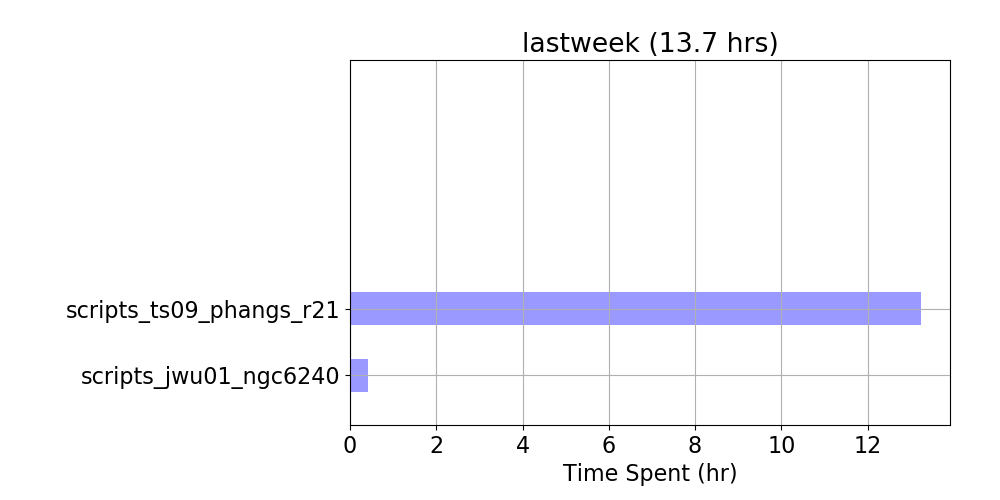 lastweek (13.7 hrs)
scripts_ts09_phangs_r21
scripts_jwu01_ngc6240
0 2 4 6 8 10 12
Time Spent (hr)